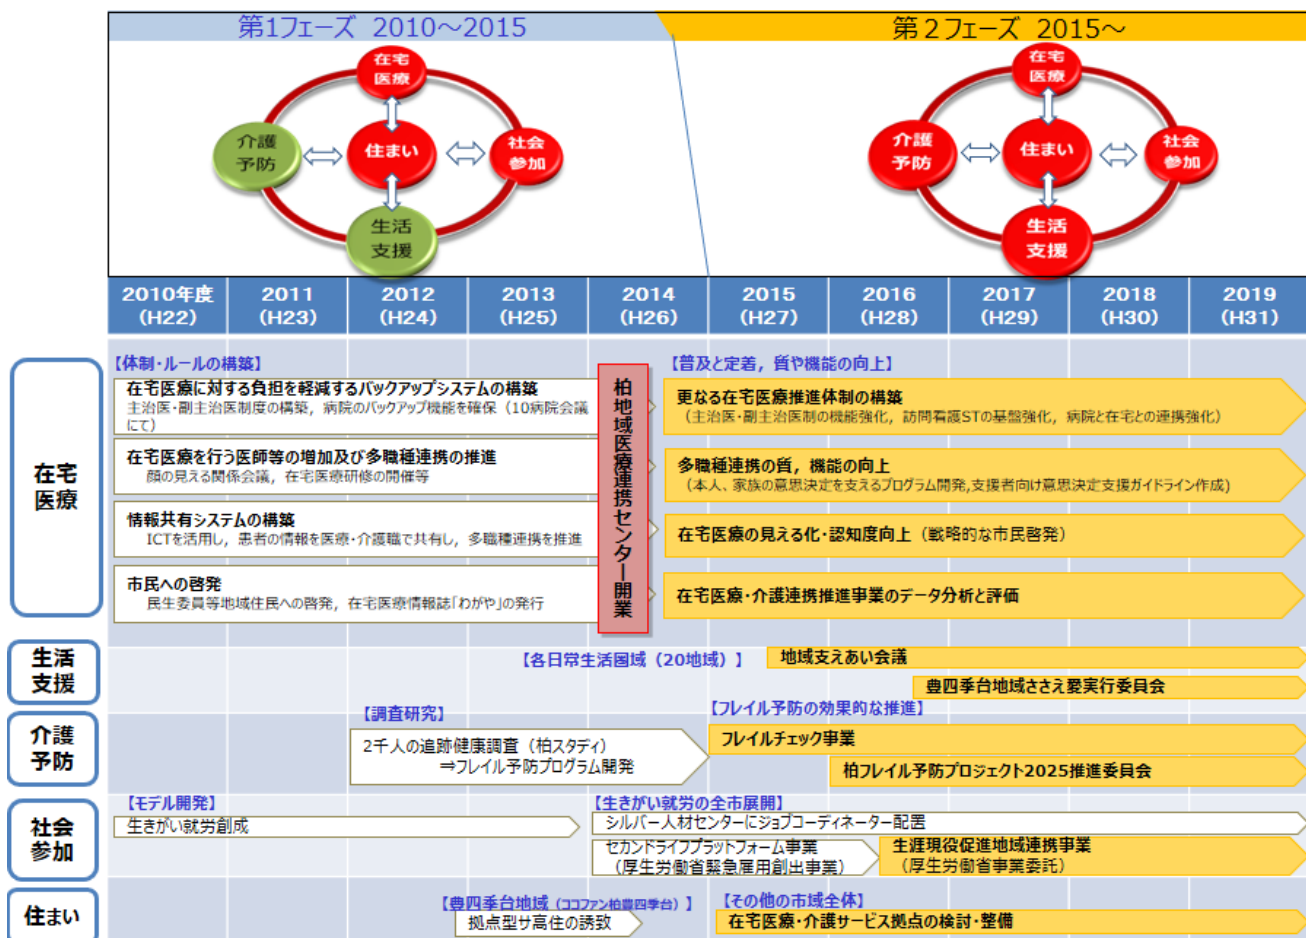 第1フェーズ 2010～2015
第２フェーズ 2015～
在宅
医療
介護
予防
住まい
社会
参加
生活
支援
在宅
医療
介護
予防
住まい
社会
参加
生活
支援
2010年度
(H22)
2011
(H23)
2012
(H24)
2013
(H25)
2014
(H26)
2015
(H27)
2016
(H28)
2017
(H29)
2018
(H30)
2019
(H31)
在宅
医療
【体制・ルールの構築】
在宅医療に対する負担を軽減するバックアップシステムの構築
主治医・副主治医制度の構築，病院のバックアップ機能を確保（10病院会議
にて）
在宅医療を行う医師等の増加及び多職種連携の推進
顔の見える関係会議，在宅医療研修の開催等
情報共有システムの構築
ICTを活用し，患者の情報を医療・介護職で共有し，多職種連携を推進
市民への啓発
民生委員等地域住民への啓発，在宅医療情報誌「わがや」の発行
柏地域医療連携センター開業
【普及と定着，質や機能の向上】
更なる在宅医療推進体制の構築
（主治医・副主治医制の機能強化，訪問看護STの基盤強化，病院と在宅との連携強化）
多職種連携の質，機能の向上
（本人、家族の意思決定を支えるプログラム開発,支援者向け意思決定支援ガイドライン作成)
在宅医療の見える化・認知度向上（戦略的な市民啓発）
在宅医療・介護連携推進事業のデータ分析と評価
生活
支援
【各日常生活圏域（20地域）】
地域支えあい会議
豊四季台地域ささえ愛実行委員会
介護
予防
【調査研究】
2千人の追跡健康調査（柏スタディ）
⇒フレイル予防プログラム開発
【フレイル予防の効果的な推進】
フレイルチェック事業
柏フレイル予防プロジェクト2025推進委員会
社会
参加
【モデル開発】
生きがい就労創成
【生きがい就労の全市展開】
シルバー人材センターにジョブコーディネーター配置
セカンドライフプラットフォーム事業
（厚生労働省緊急雇用創出事業）
生涯現役促進地域連携事業
（厚生労働省事業委託）
住まい
【豊四季台地域（ココファン柏豊四季台）】
拠点型サ高住の誘致
【その他の市域全体】
在宅医療・介護サービス拠点の検討・整備